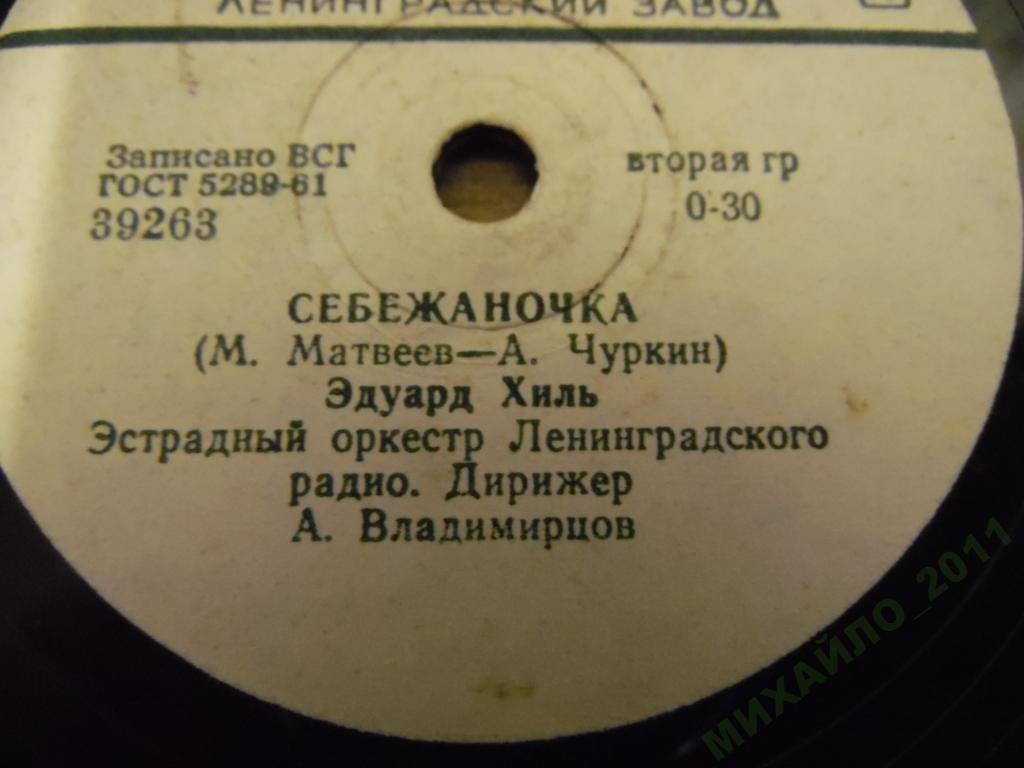 ЛЕНИНГРАДСКИЙ ЗАВОД
Записано ВСГ
ГОСТ 5289-61
39263
вторая гр
0-30
СЕБЕЖАНОЧКА
(М. Матвеев—А. Чуркин)
Эдуард Хиль
Эстрадный оркестр Ленинградского
радио. Дирижер
А. Владимирцов
МИХАЙЛО_2011